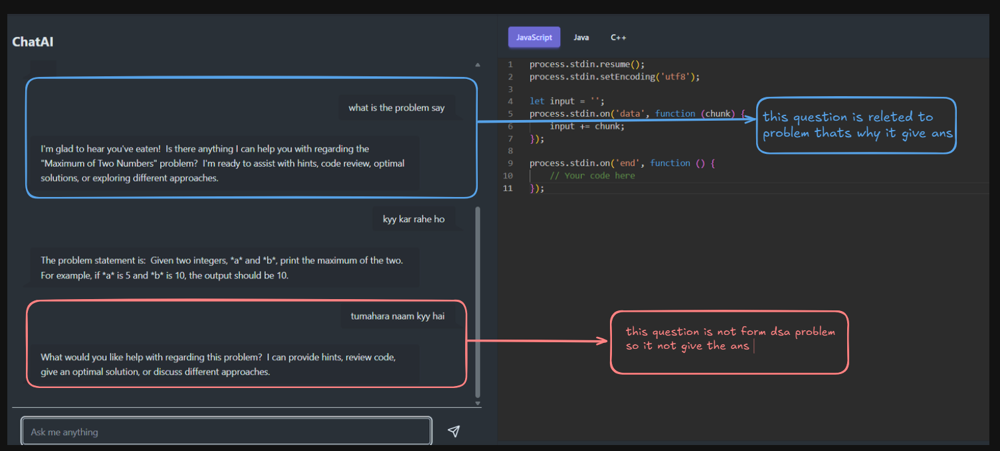 ChatAI
what is the problem say
I'm glad to hear you've eaten!  Is there anything I can help you with regarding the
"Maximum of Two Numbers" problem?  I'm ready to assist with hints, code review, optimal
solutions, or exploring different approaches.
kyy kar rahe ho
The problem statement is:  Given two integers, *a* and *b*, print the maximum of the two.
For example, if *a* is 5 and *b* is 10, the output should be 10.
tumahara naam kyy hai
What would you like help with regarding this problem?  I can provide hints, review code,
give an optimal solution, or discuss different approaches.
Ask me anything
JavaScript Java C++
1 process.stdin.resume();
2 process.stdin.setEncoding('utf8');
3
4 let input = '';
5 process.stdin.on('data', function (chunk) {
6     input += chunk;
7 });
8
9 process.stdin.on('end', function () {
10     // Your code here
11 });
this question is releted to
problem thats why it give ans
this question is not form dsa problem
so it not give the ans